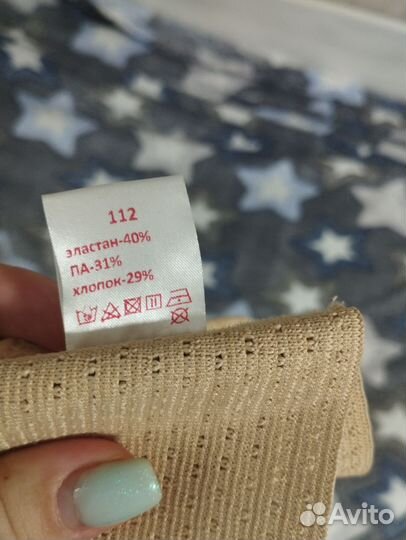 112
эластан-40%
ПА-31%
хлопок-29%
Avito